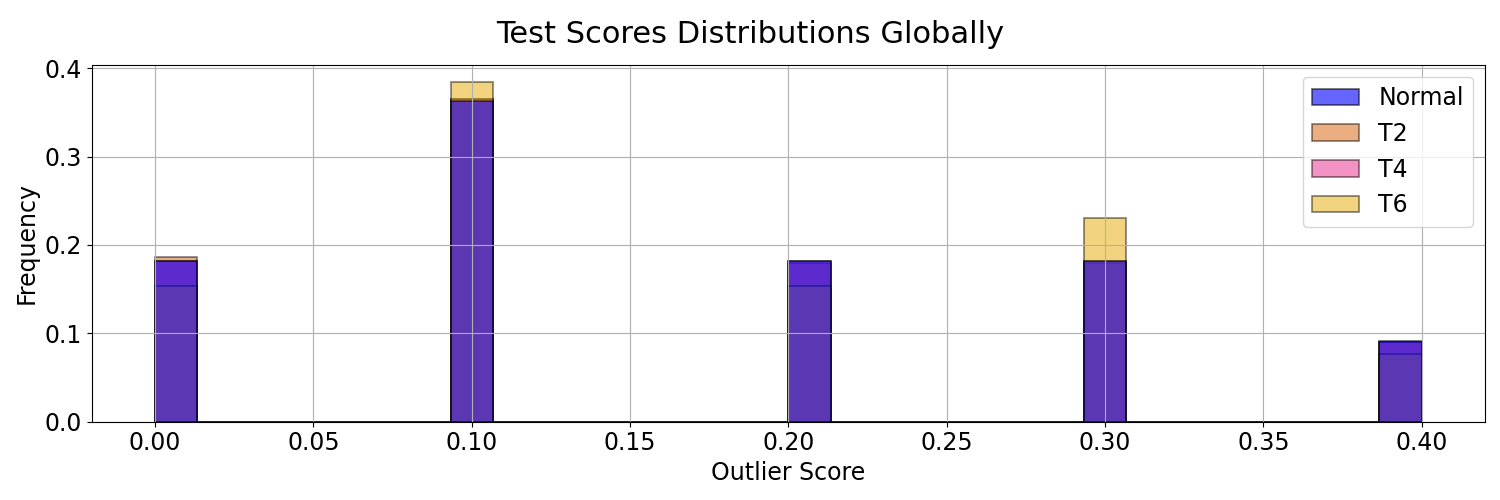 Test Scores Distributions Globally
0.4
0.3
0.2
0.1
0.0
Frequency
Normal
T2
T4
T6
0.00 0.05 0.10 0.15 0.20 0.25 0.30 0.35 0.40
Outlier Score